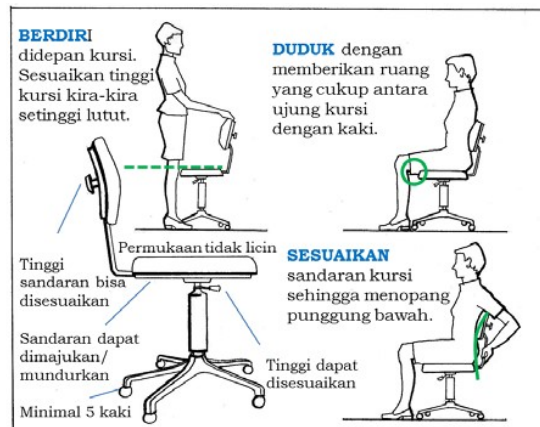 BERDIRI
didepan kursi.
Sesuaikan tinggi
kursi kira-kira
setinggi lutut.
DUDUK dengan
memberikan ruang
yang cukup antara
ujung kursi
dengan kaki.
Permukaan tidak licin
Tinggi
sandaran bisa
disesuaikan
SESUAIKAN
sandaran kursi
sehingga menopang
punggung bawah.
Sandaran dapat
dimajukan/
mundurkan
Tinggi dapat
disesuaikan
Minimal 5 kaki